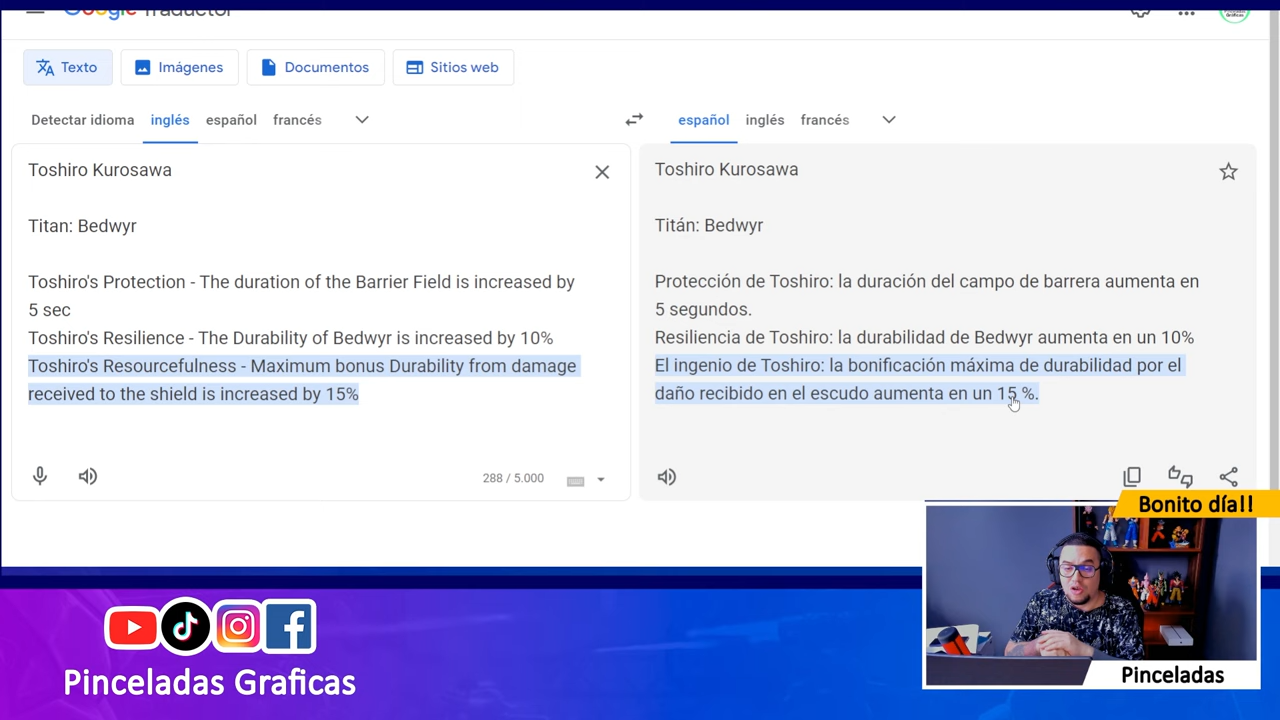 Google Traductor
Pinceladas
Gráficas
Texto
Imágenes
Documentos
Sitios web
Detectar idioma
inglés
español
francés
español
inglés
francés
Toshiro Kurosawa
Titan: Bedwyr
Toshiro's Protection - The duration of the Barrier Field is increased by
5 sec
Toshiro's Resilience - The Durability of Bedwyr is increased by 10%
Toshiro's Resourcefulness - Maximum bonus Durability from damage
received to the shield is increased by 15%
288 / 5.000
Toshiro Kurosawa
Titán: Bedwyr
Protección de Toshiro: la duración del campo de barrera aumenta en
5 segundos.
Resiliencia de Toshiro: la durabilidad de Bedwyr aumenta en un 10%
El ingenio de Toshiro: la bonificación máxima de durabilidad por el
daño recibido en el escudo aumenta en un 15 %.
Bonito día!!
Pinceladas
Pinceladas Graficas